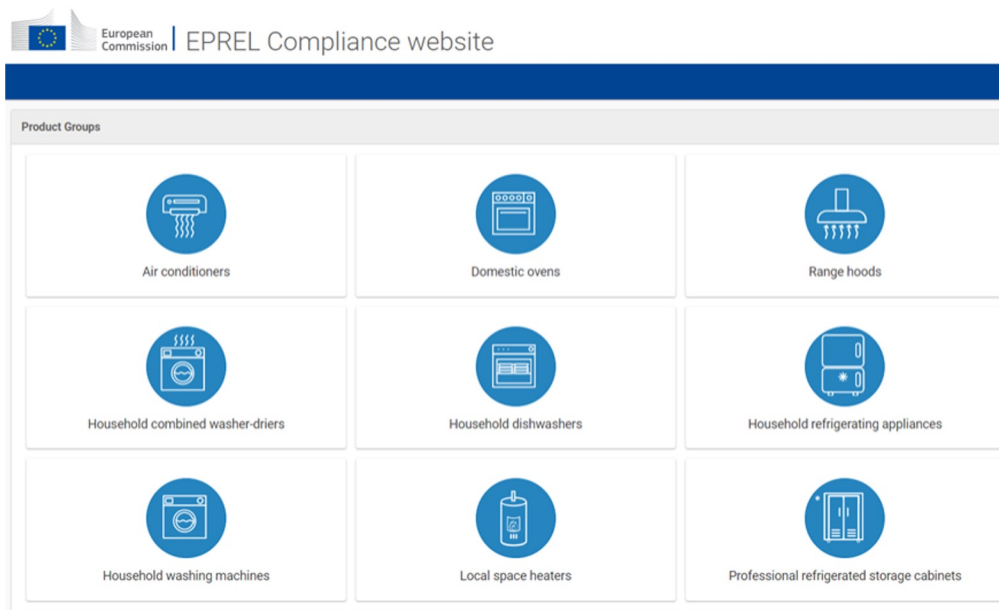 European
Commission
EPREL Compliance website
Product Groups
Air conditioners
Domestic ovens
Range hoods
Household combined washer-driers
Household dishwashers
Household refrigerating appliances
Household washing machines
Local space heaters
Professional refrigerated storage cabinets